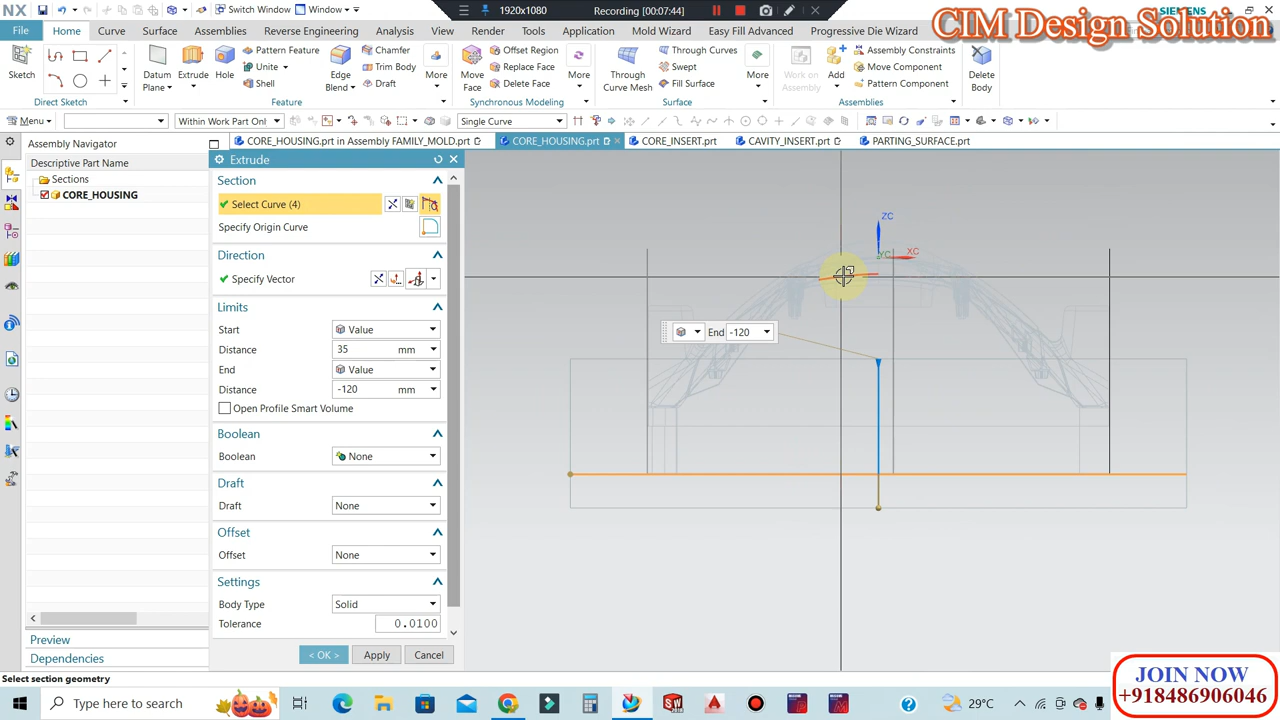 NX
Switch Window
Window
1920x1080
Recording [00:07:44]
SIEMENS
CIM Design Solution
File
Home
Curve
Surface
Assemblies
Reverse Engineering
Analysis
View
Render
Tools
Application
Mold Wizard
Easy Fill Advanced
Progressive Die Wizard
Sketch
Direct Sketch
Datum Plane
Extrude
Hole
Pattern Feature
Unite
Shell
Edge Blend
Trim Body
Draft
More
Feature
Move Face
Offset Region
Replace Face
Delete Face
More
Synchronous Modeling
Through Curve Mesh
Through Curves
Swept
Fill Surface
More
Surface
Work on Assembly
Add
Assembly Constraints
Move Component
Pattern Component
Assemblies
Delete Body
Menu
Within Work Part Onl
Single Curve
Assembly Navigator
CORE_HOUSING.prt in Assembly FAMILY_MOLD.prt
CORE_HOUSING.prt
CORE_INSERT.prt
CAVITY_INSERT.prt
PARTING_SURFACE.prt
Descriptive Part Name
Sections
CORE_HOUSING
Extrude
Section
Select Curve (4)
Specify Origin Curve
Direction
Specify Vector
Limits
Start
Value
Distance
35 mm
End
Value
Distance
-120 mm
Open Profile Smart Volume
Boolean
Boolean
None
Draft
Draft
None
Offset
Offset
None
Settings
Body Type
Solid
Tolerance
0.0100
< OK >
Apply
Cancel
ZC
YC
XC
End -120
Preview
Dependencies
Select section geometry
Type here to search
29°C
JOIN NOW
+918486906046